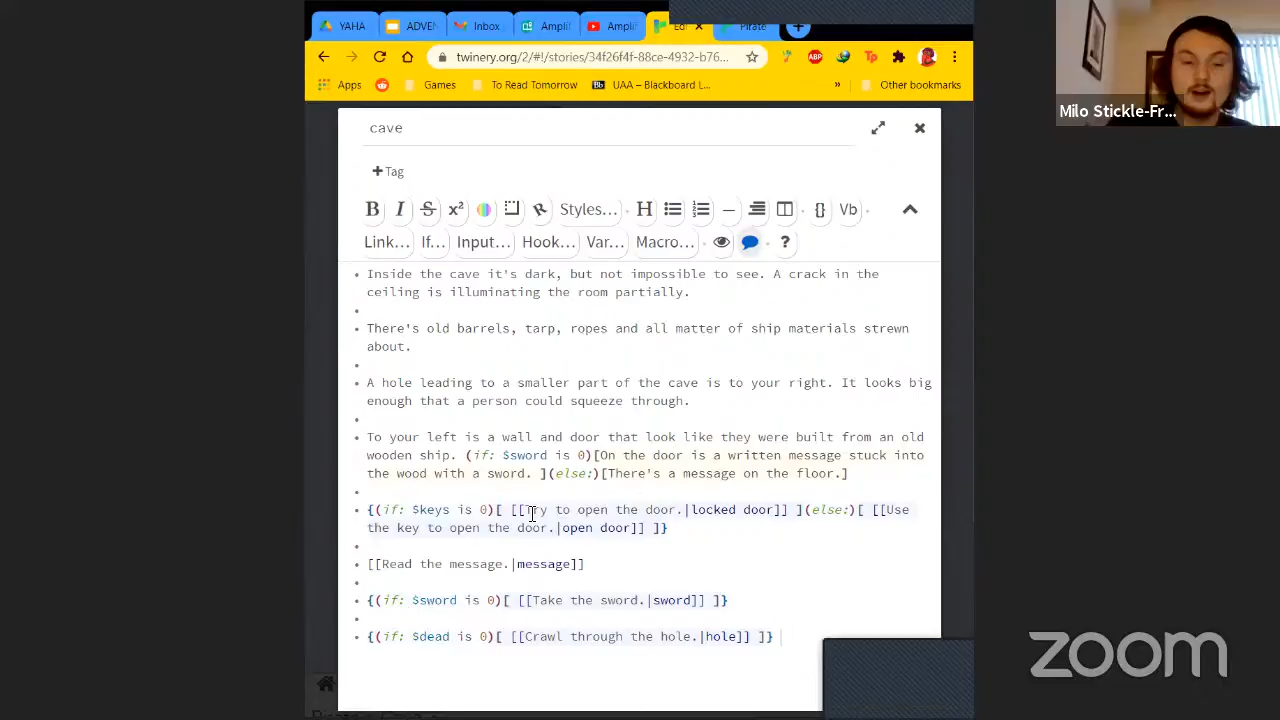 YAHA
ADVEN
Inbox
Amplif
Amplif
Ed
Pirate
twinery.org/2/#!/stories/34f26f4f-88ce-4932-b76...
ABP
Tp
Apps
Games
To Read Tomorrow
Bb
UAA – Blackboard L...
»
Other bookmarks
Milo Stickle-Fr...
cave
+Tag
B I S x² Styles... H {} Vb
Link... If... Input... Hook... Var... Macro... ?
Inside the cave it's dark, but not impossible to see. A crack in the
ceiling is illuminating the room partially.
There's old barrels, tarp, ropes and all matter of ship materials strewn
about.
A hole leading to a smaller part of the cave is to your right. It looks big
enough that a person could squeeze through.
To your left is a wall and door that look like they were built from an old
wooden ship. (if: $sword is 0)[On the door is a written message stuck into
the wood with a sword. ](else:)[There's a message on the floor.]
{(if: $keys is 0)[ [[Try to open the door.|locked door]] ](else:)[ [[Use
the key to open the door.|open door]] ]}
[[Read the message.|message]]
{(if: $sword is 0)[ [[Take the sword.|sword]] ]}
{(if: $dead is 0)[ [[Crawl through the hole.|hole]] ]}
zoom